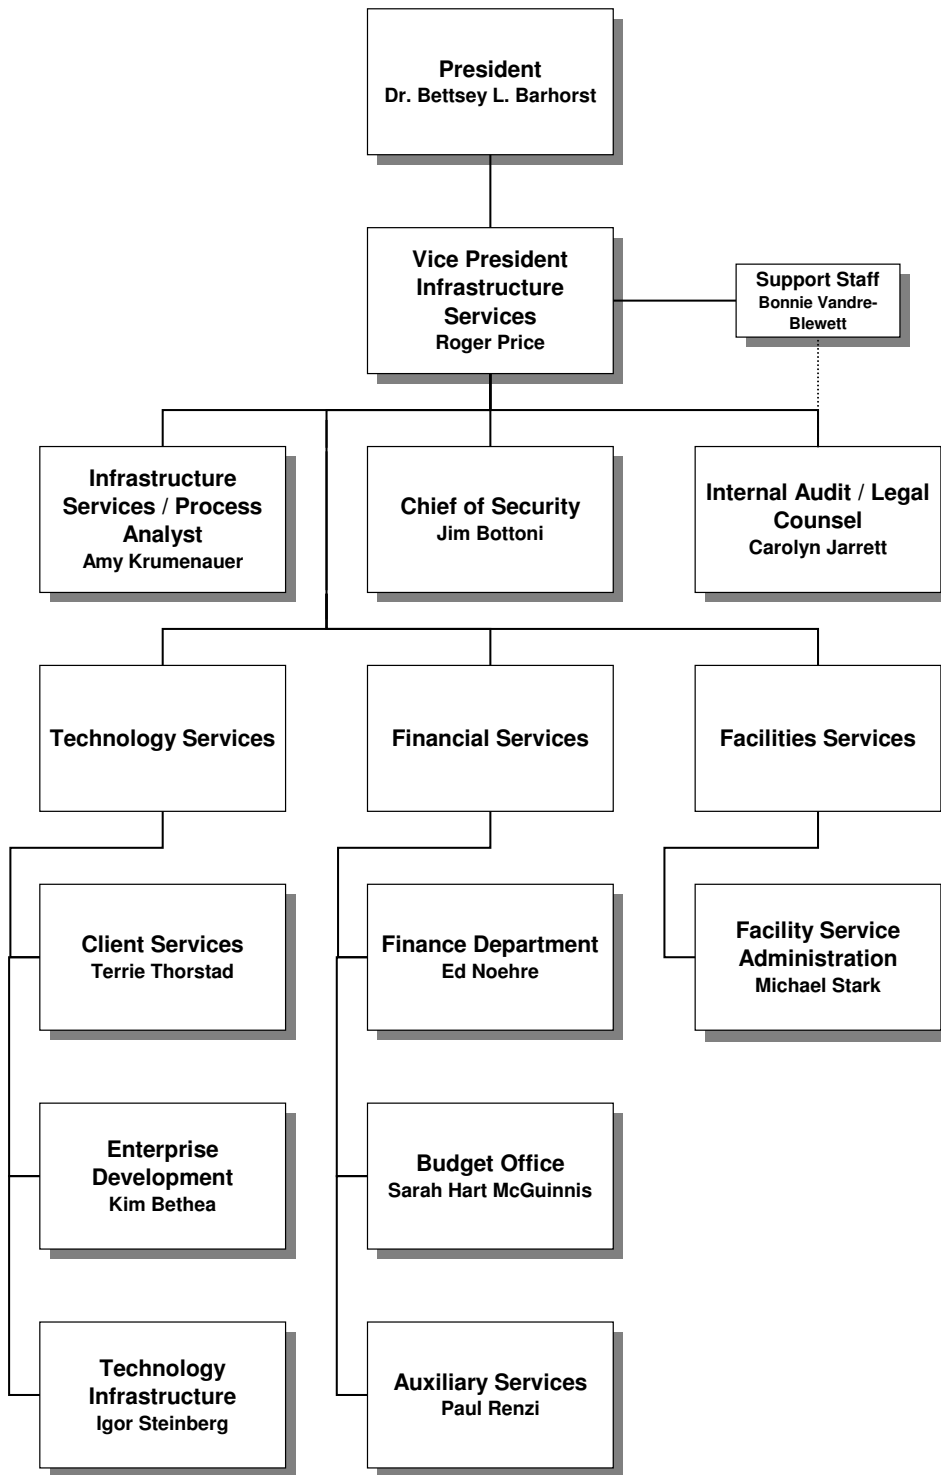 President
Dr. Bettsey L. Barhorst
Vice President
Infrastructure
Services
Roger Price
Support Staff
Bonnie Vandre-
Blewett
Infrastructure
Services / Process
Analyst
Amy Krumenauer
Chief of Security
Jim Bottoni
Internal Audit / Legal
Counsel
Carolyn Jarrett
Technology Services
Financial Services
Facilities Services
Client Services
Terrie Thorstad
Finance Department
Ed Noehre
Facility Service
Administration
Michael Stark
Enterprise
Development
Kim Bethea
Budget Office
Sarah Hart McGuinnis
Technology
Infrastructure
Igor Steinberg
Auxiliary Services
Paul Renzi